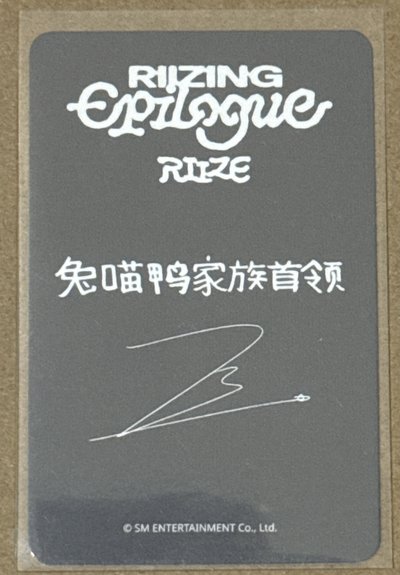 RIIZING
Epilogue
RIIZE
兔喵鸭家族首领
© SM ENTERTAINMENT Co., Ltd.